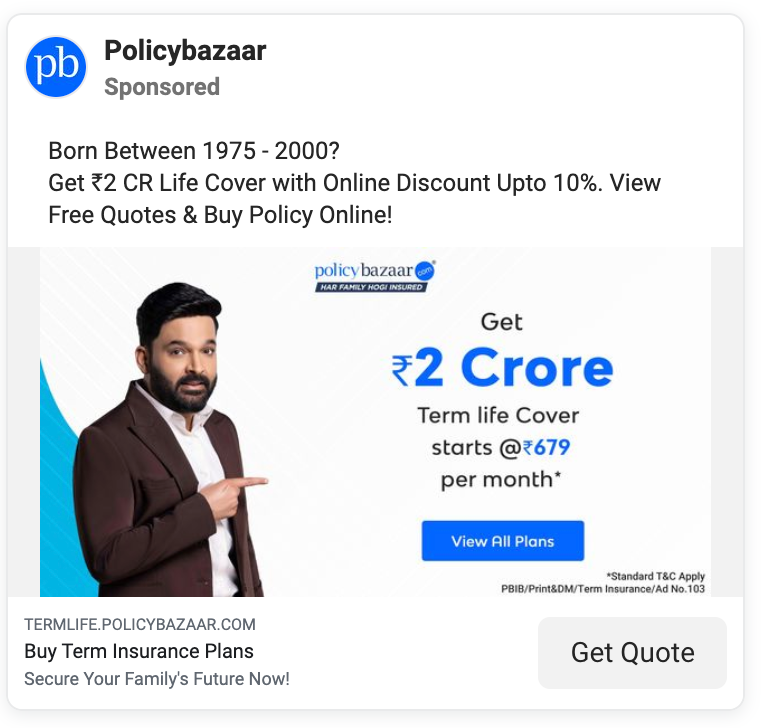 pb
Policybazaar
Sponsored
Born Between 1975 - 2000?
Get ₹2 CR Life Cover with Online Discount Upto 10%. View
Free Quotes & Buy Policy Online!
policybazaar.com®
HAR FAMILY HOGI INSURED
Get
₹2 Crore
Term life Cover
starts @₹679
per month*
View All Plans
*Standard T&C Apply
PBIB/Print&DM/Term Insurance/Ad No.103
TERMLIFE.POLICYBAZAAR.COM
Buy Term Insurance Plans
Secure Your Family's Future Now!
Get Quote